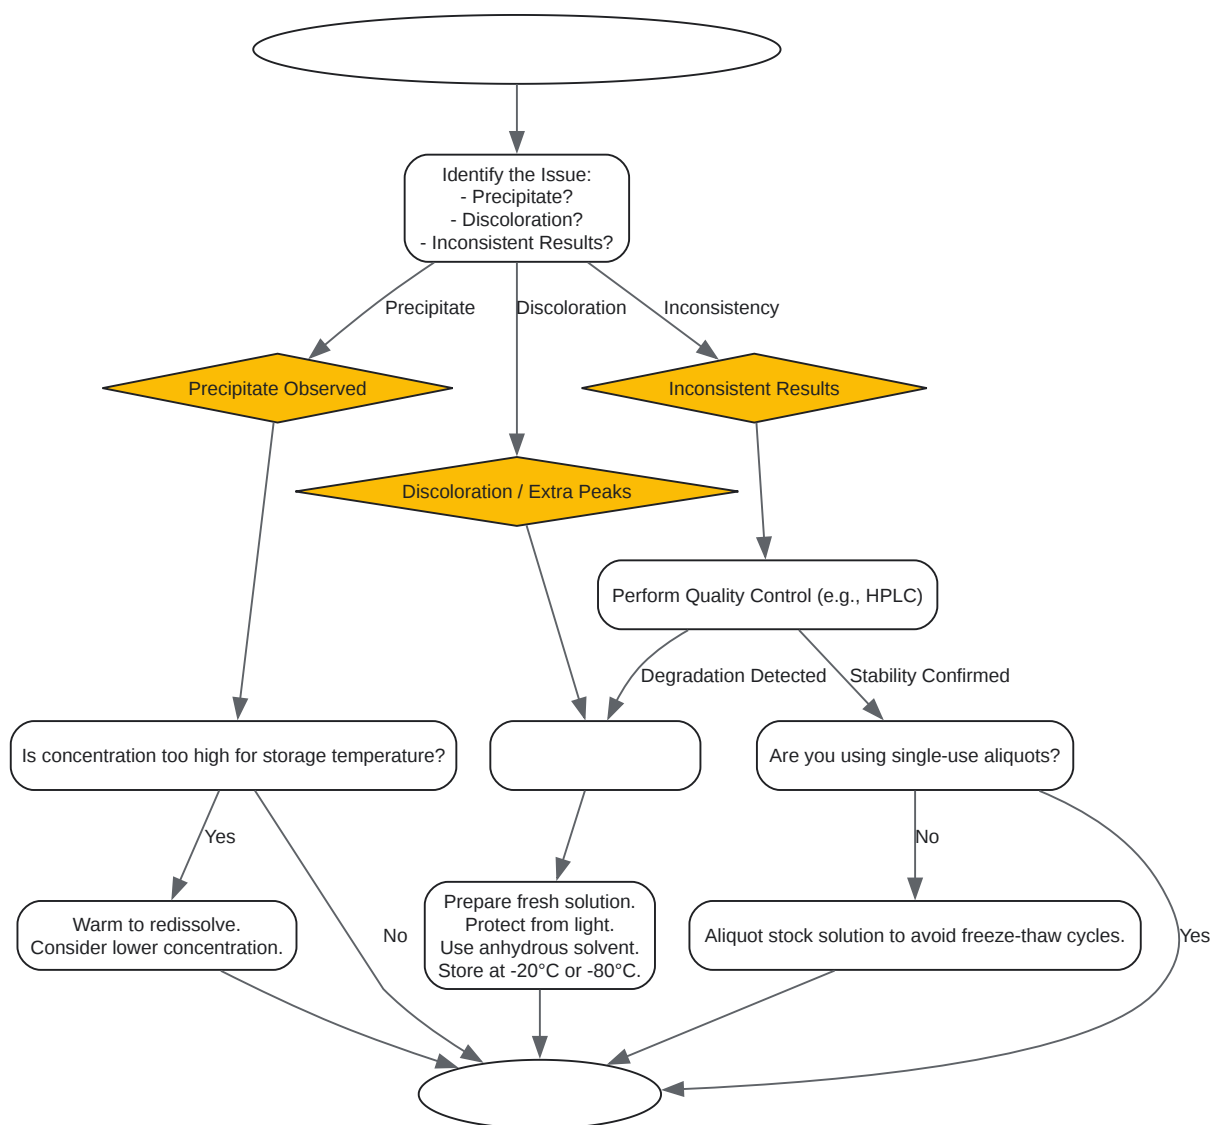 Identify the Issue:
- Precipitate?
- Discoloration?
- Inconsistent Results?
Precipitate
Discoloration
Inconsistency
Precipitate Observed
Inconsistent Results
Discoloration / Extra Peaks
Perform Quality Control (e.g., HPLC)
Degradation Detected
Stability Confirmed
Is concentration too high for storage temperature?
Are you using single-use aliquots?
Yes
No
Warm to redissolve.
Consider lower concentration.
No
Prepare fresh solution.
Protect from light.
Use anhydrous solvent.
Store at -20°C or -80°C.
Aliquot stock solution to avoid freeze-thaw cycles.
Yes